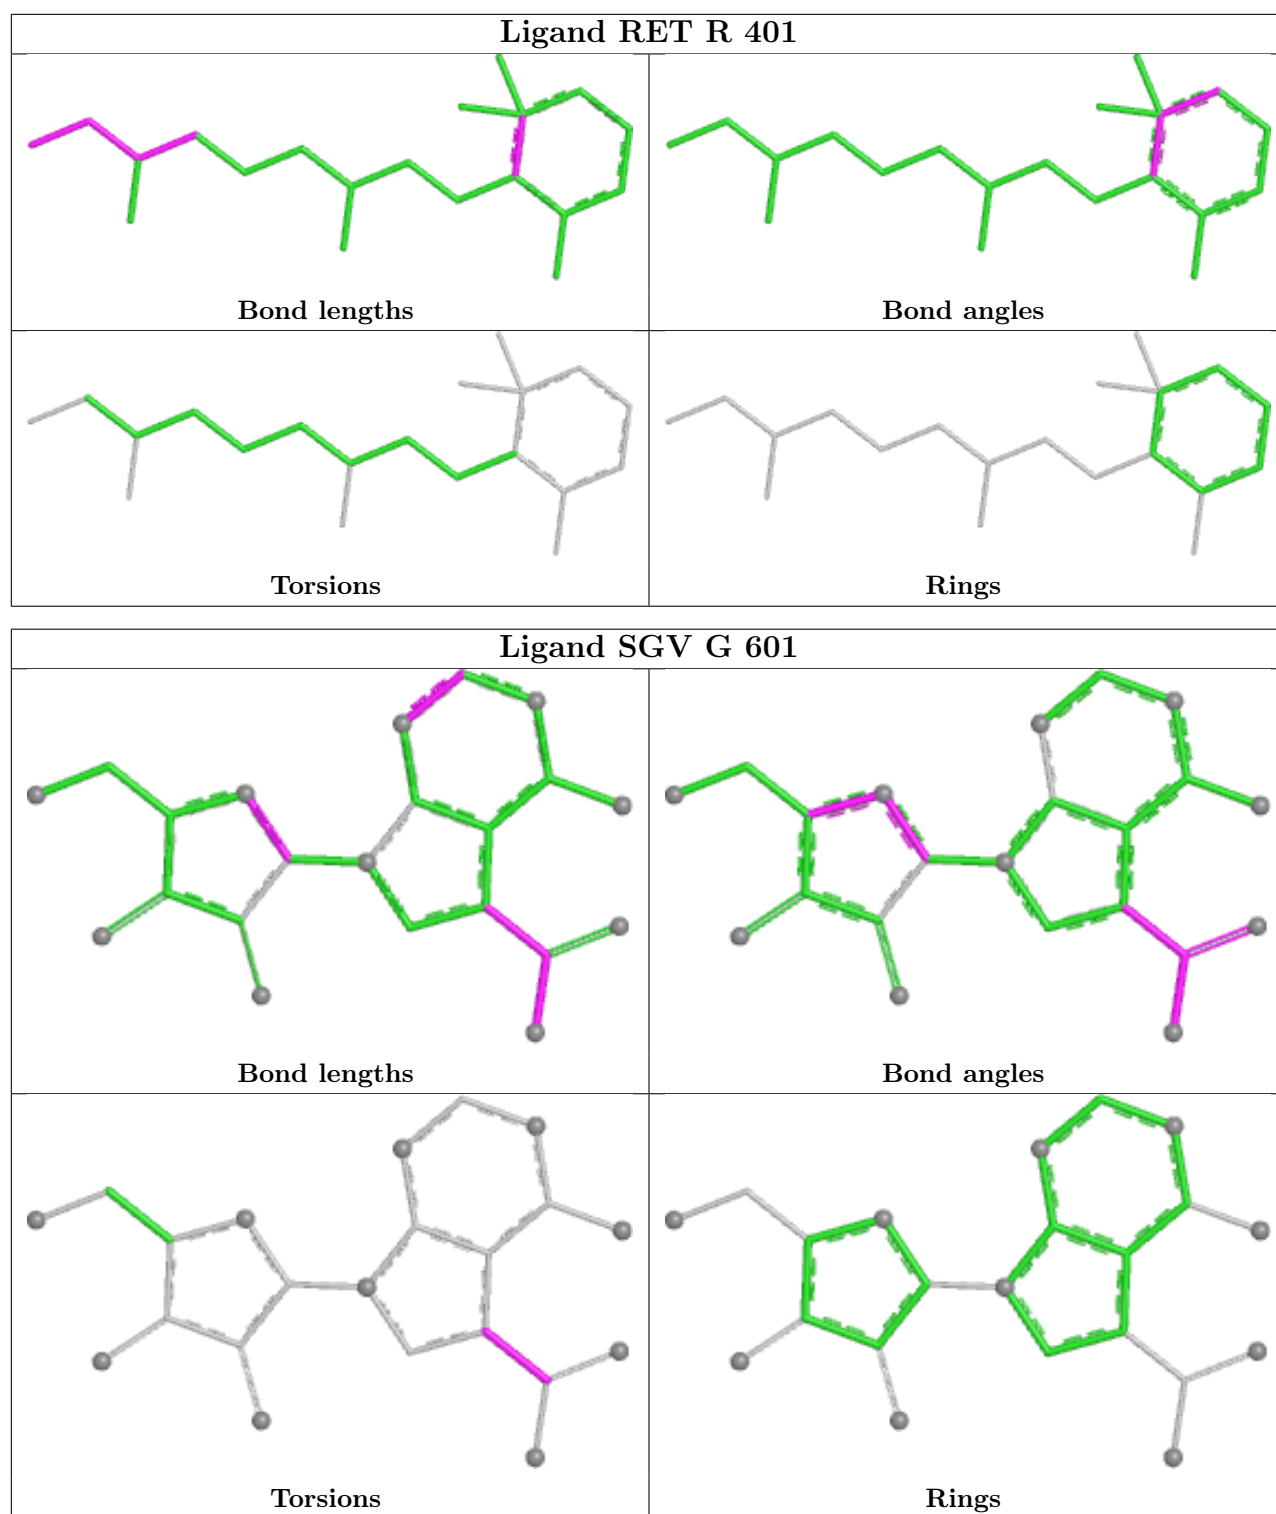 Ligand RET R 401
Bond lengths
Bond angles
Torsions
Rings
Ligand SGV G 601
Bond lengths
Bond angles
Torsions
Rings